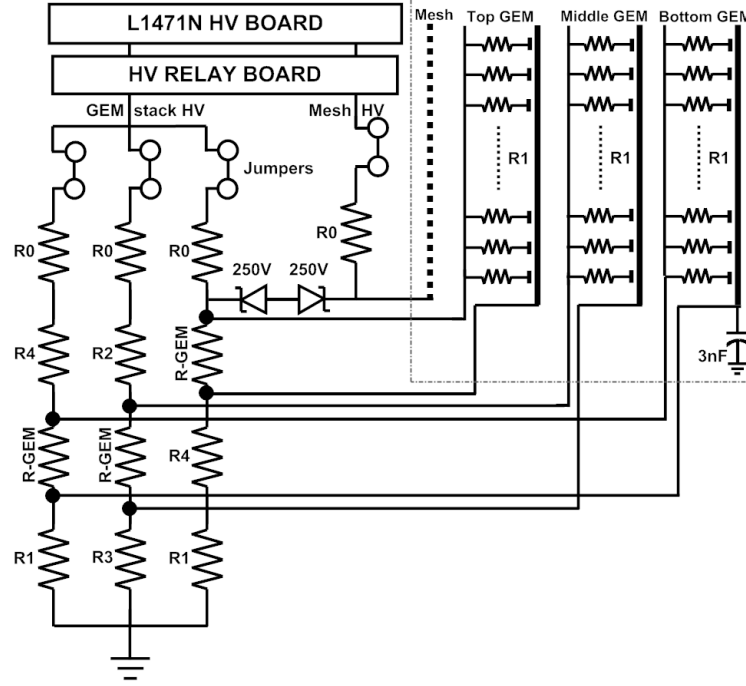 L1471N HV BOARD
HV RELAY BOARD
GEM stack HV
Mesh HV
Jumpers
Mesh
Top GEM
Middle GEM
Bottom GEM
R1
R1
R1
R0
R0
R0
R0
250V
250V
R4
R2
R-GEM
3nF
R-GEM
R-GEM
R4
R1
R3
R1